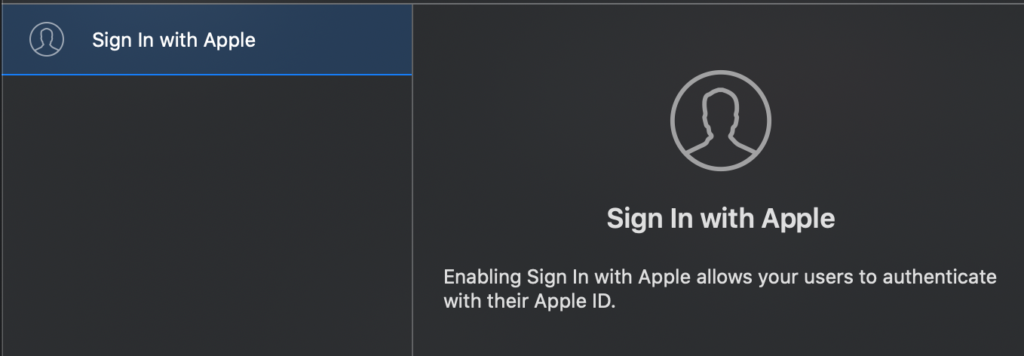 Sign In with Apple
Sign In with Apple
Enabling Sign In with Apple allows your users to authenticate
with their Apple ID.